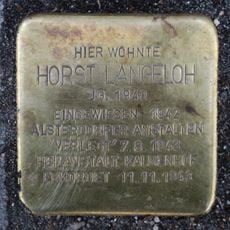 HIER WOHNTE
HORST LANGELOH
JG. 1940
EINGEWIESEN 1942
ALSTERDORFER ANSTALTEN
"VERLEGT" 7.8.1943
HEILANSTALT KALMENHOF
ERMORDET 11.11.1943